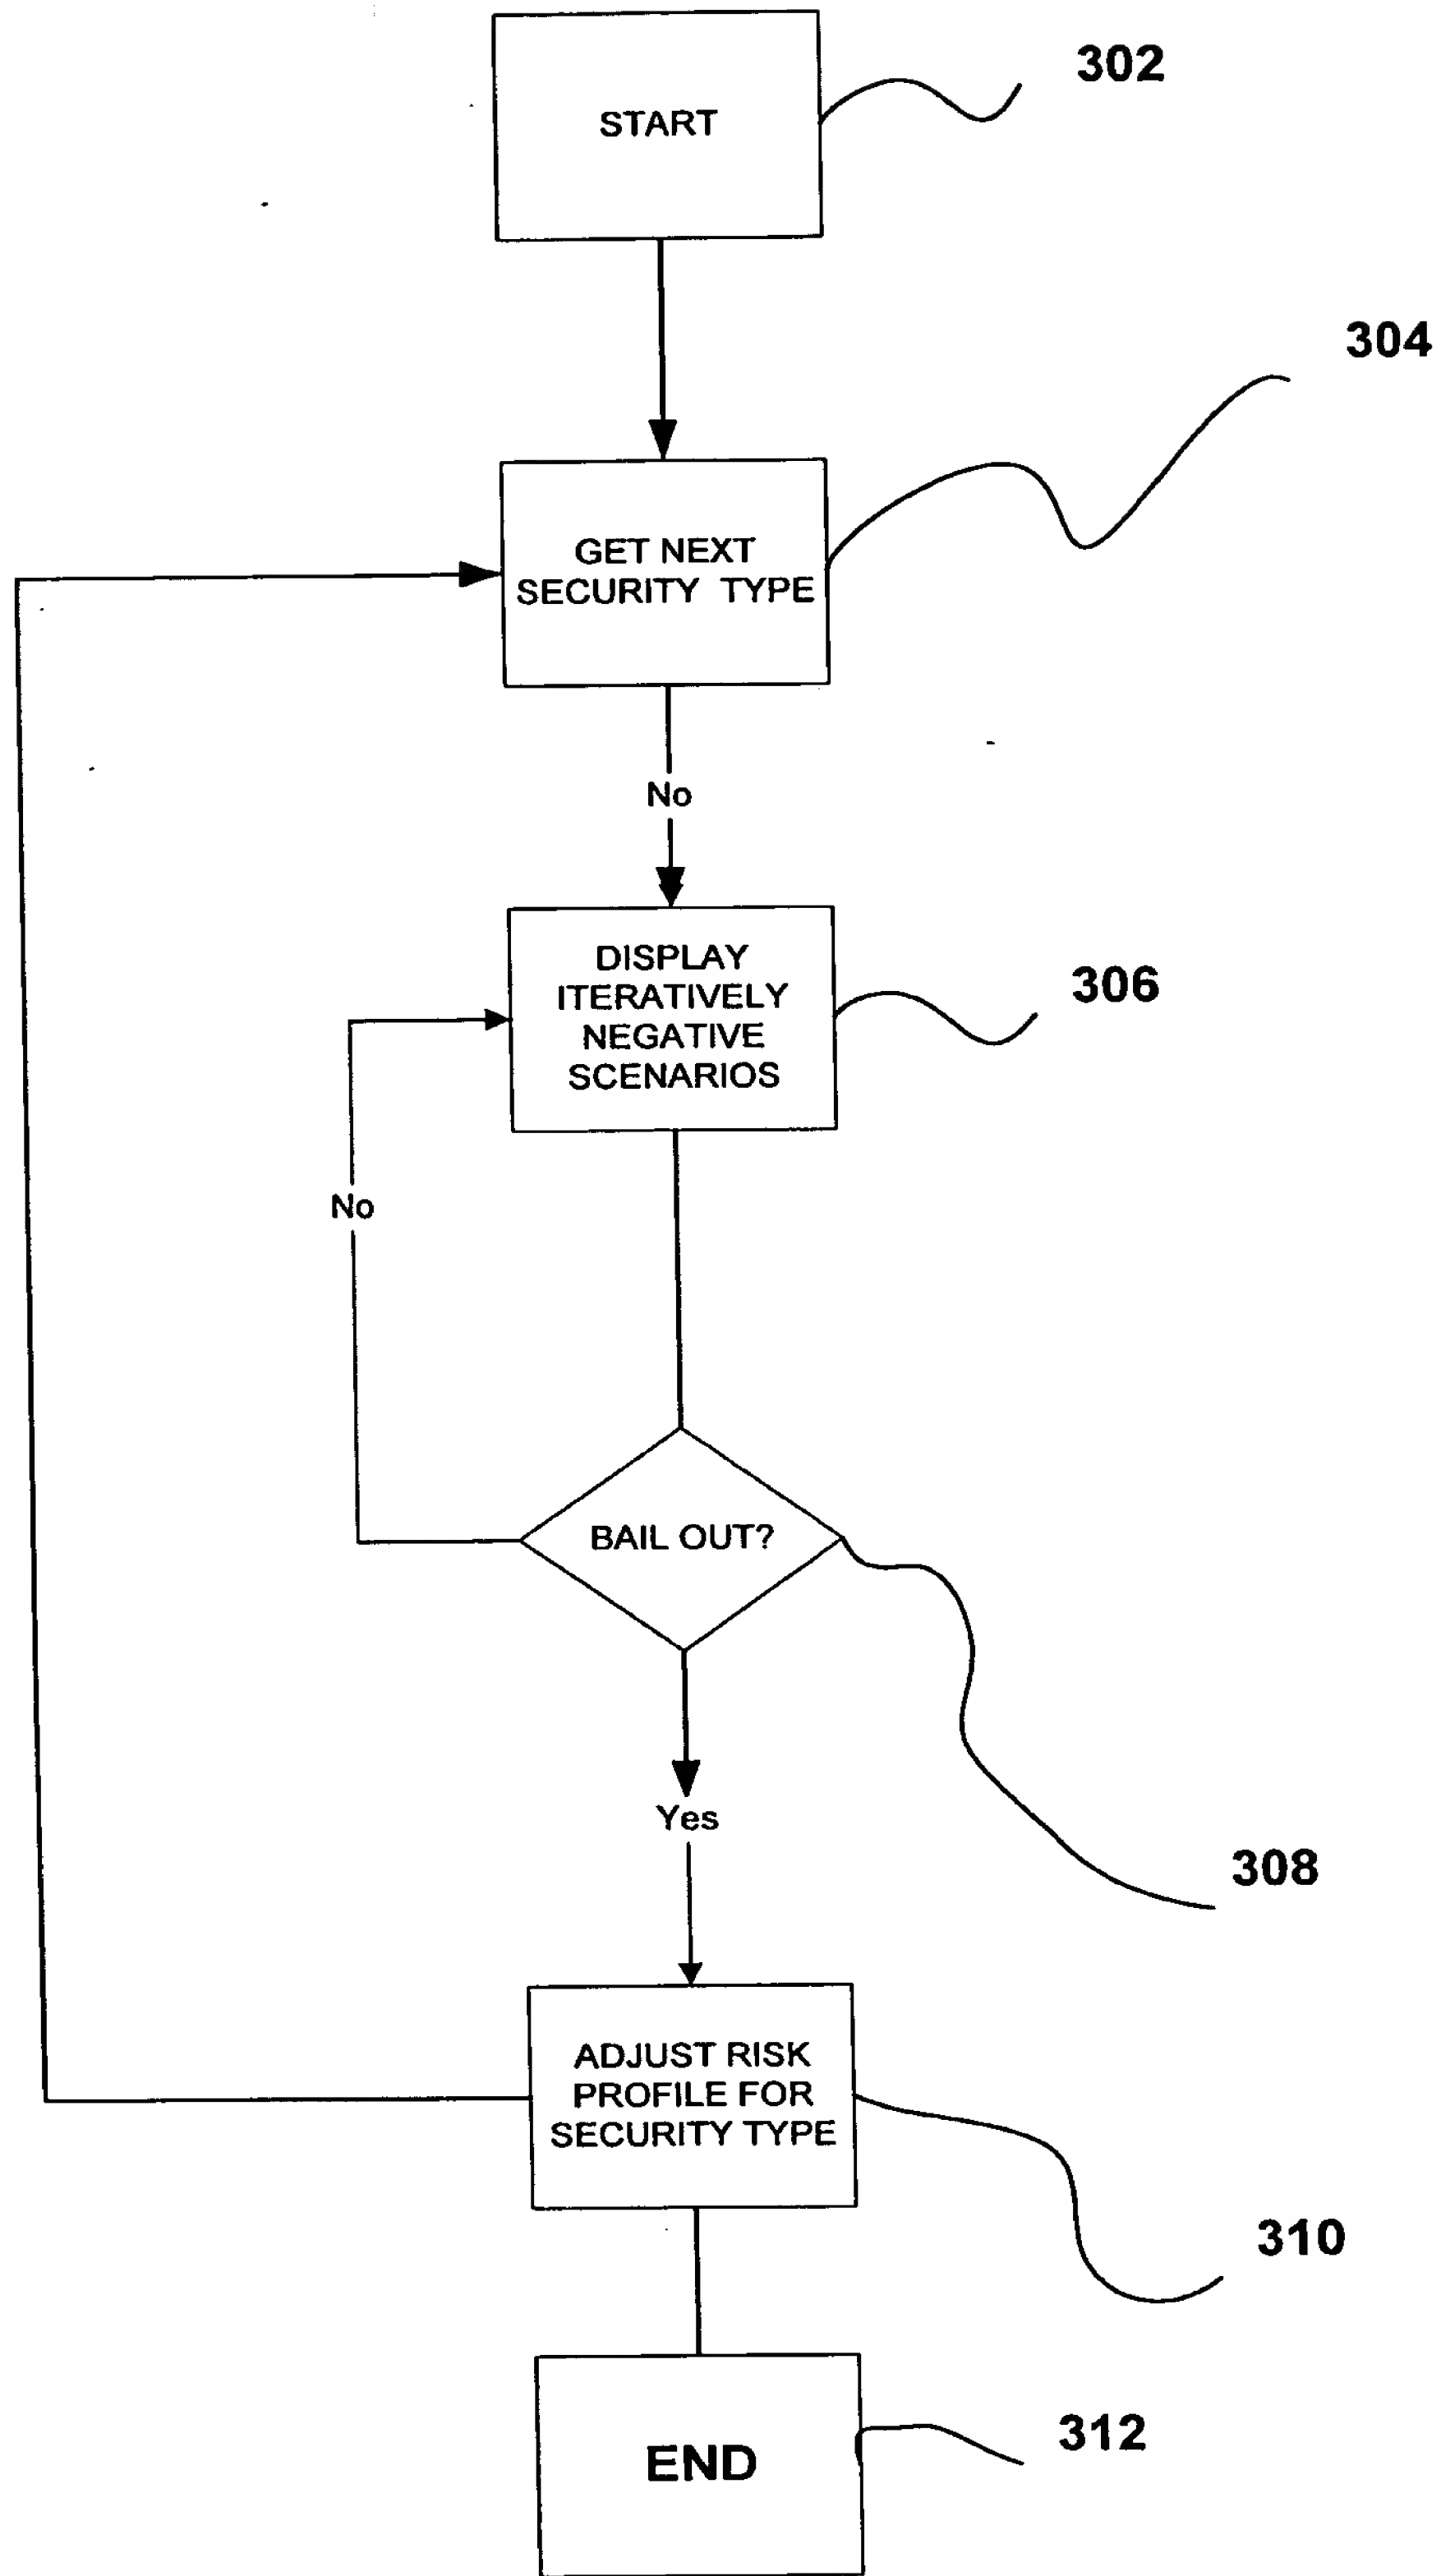 302
START
304
GET NEXT
SECURITY TYPE
No
DISPLAY
ITERATIVELY
NEGATIVE
SCENARIOS
306
No
BAIL OUT?
Yes
308
ADJUST RISK
PROFILE FOR
SECURITY TYPE
310
END
312